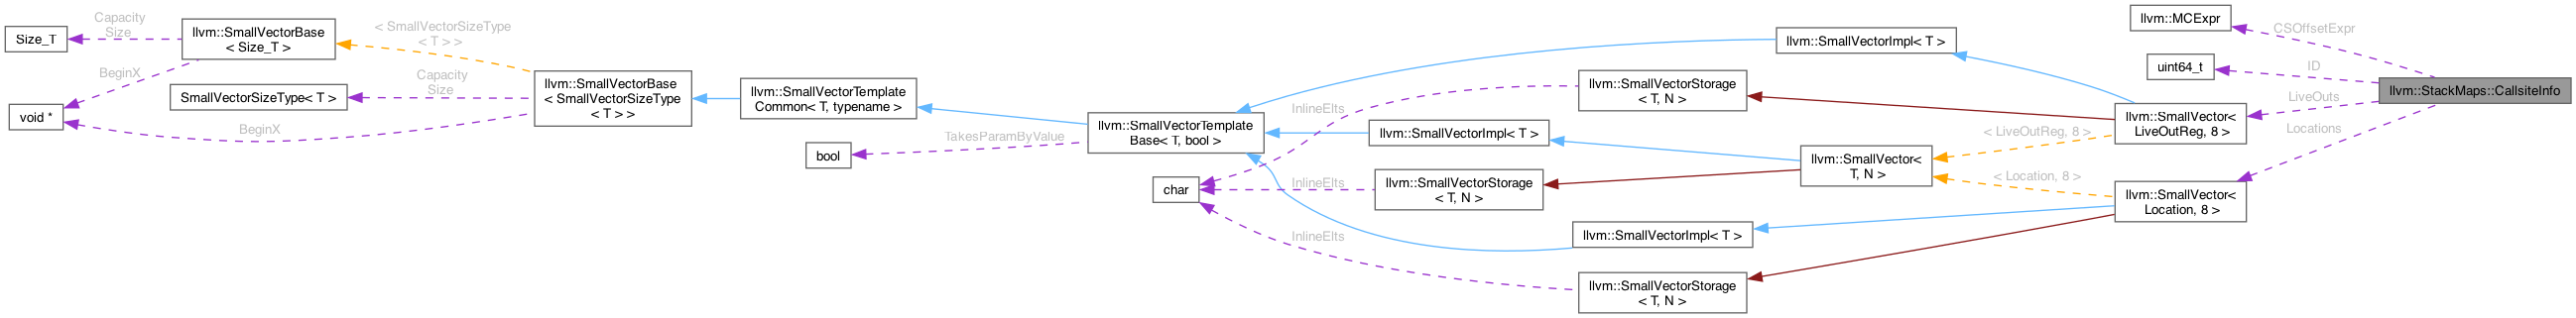 Size_T
Capacity
Size
llvm::SmallVectorBase
< Size_T >
< SmallVectorSizeType
< T > >
BeginX
SmallVectorSizeType< T >
Capacity
Size
void *
BeginX
llvm::SmallVectorBase
< SmallVectorSizeType
< T > >
llvm::SmallVectorTemplate
Common< T, typename >
bool
TakesParamByValue
llvm::SmallVectorTemplate
Base< T, bool >
char
InlineElts
InlineElts
InlineElts
llvm::SmallVectorImpl< T >
llvm::SmallVectorStorage
< T, N >
llvm::SmallVectorImpl< T >
llvm::SmallVectorStorage
< T, N >
llvm::SmallVectorImpl< T >
llvm::SmallVectorStorage
< T, N >
llvm::SmallVector<
T, N >
< LiveOutReg, 8 >
< Location, 8 >
llvm::MCExpr
uint64_t
llvm::SmallVector<
LiveOutReg, 8 >
llvm::SmallVector<
Location, 8 >
CSOffsetExpr
ID
LiveOuts
Locations
llvm::StackMaps::CallsiteInfo